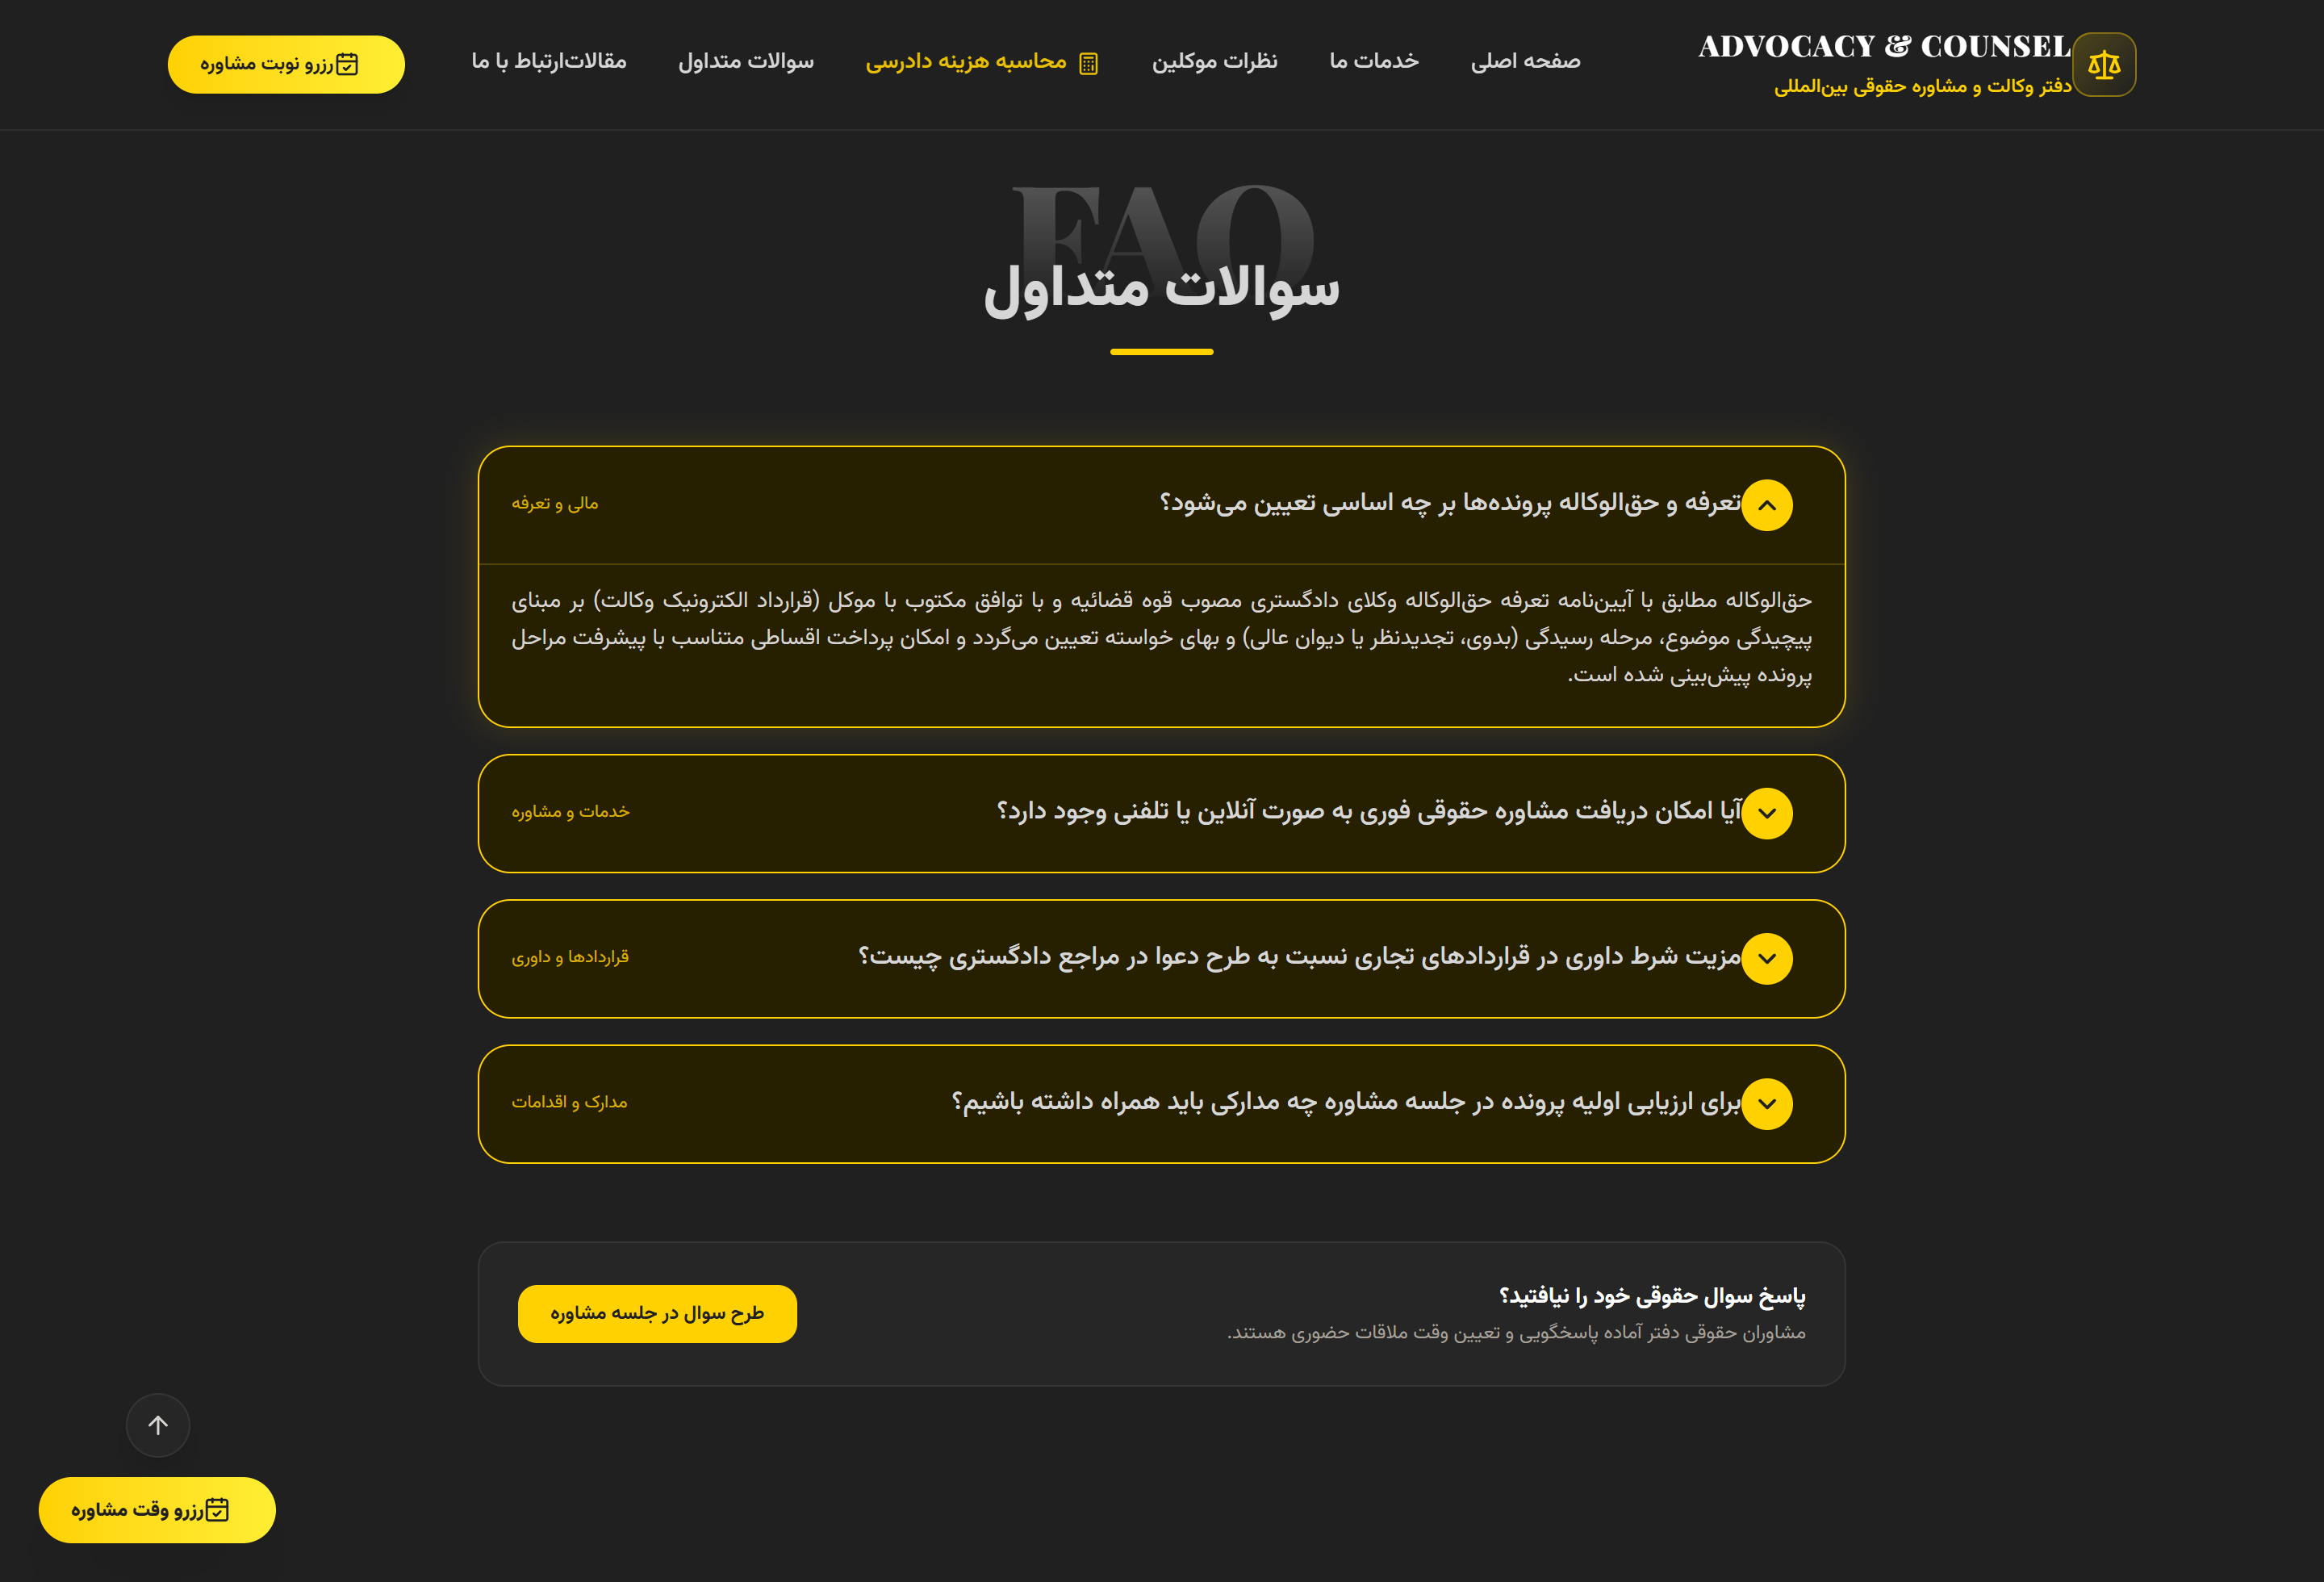 ADVOCACY & COUNSEL
دفتر وکالت و مشاوره حقوقی بین‌المللی
صفحه اصلی
خدمات ما
نظرات موکلین
محاسبه هزینه دادرسی
سوالات متداول
مقالات
ارتباط با ما
رزرو نوبت مشاوره
FAQ
سوالات متداول
تعرفه و حق‌الوکاله پرونده‌ها بر چه اساسی تعیین می‌شود؟
مالی و تعرفه
حق‌الوکاله مطابق با آیین‌نامه تعرفه حق‌الوکاله وکلای دادگستری مصوب قوه قضائیه و با توافق مکتوب با موکل (قرارداد الکترونیک وکالت) بر مبنای
پیچیدگی موضوع، مرحله رسیدگی (بدوی، تجدیدنظر یا دیوان عالی) و بهای خواسته تعیین می‌گردد و امکان پرداخت اقساطی متناسب با پیشرفت مراحل
پرونده پیش‌بینی شده است.
آیا امکان دریافت مشاوره حقوقی فوری به صورت آنلاین یا تلفنی وجود دارد؟
خدمات و مشاوره
مزیت شرط داوری در قراردادهای تجاری نسبت به طرح دعوا در مراجع دادگستری چیست؟
قراردادها و داوری
برای ارزیابی اولیه پرونده در جلسه مشاوره چه مدارکی باید همراه داشته باشیم؟
مدارک و اقدامات
پاسخ سوال حقوقی خود را نیافتید؟
مشاوران حقوقی دفتر آماده پاسخگویی و تعیین وقت ملاقات حضوری هستند.
طرح سوال در جلسه مشاوره
رزرو وقت مشاوره